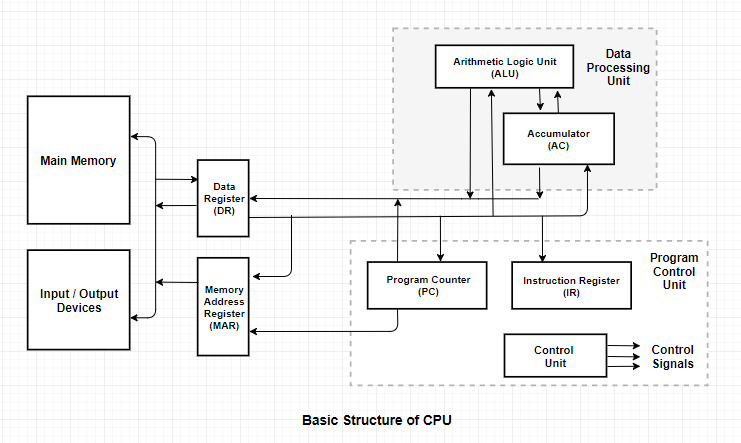 Arithmetic Logic Unit
(ALU)
Data
Processing
Unit
Accumulator
(AC)
Main Memory
Data
Register
(DR)
Input / Output
Devices
Memory
Address
Register
(MAR)
Program Counter
(PC)
Instruction Register
(IR)
Program
Control
Unit
Control
Unit
Control
Signals
Basic Structure of CPU